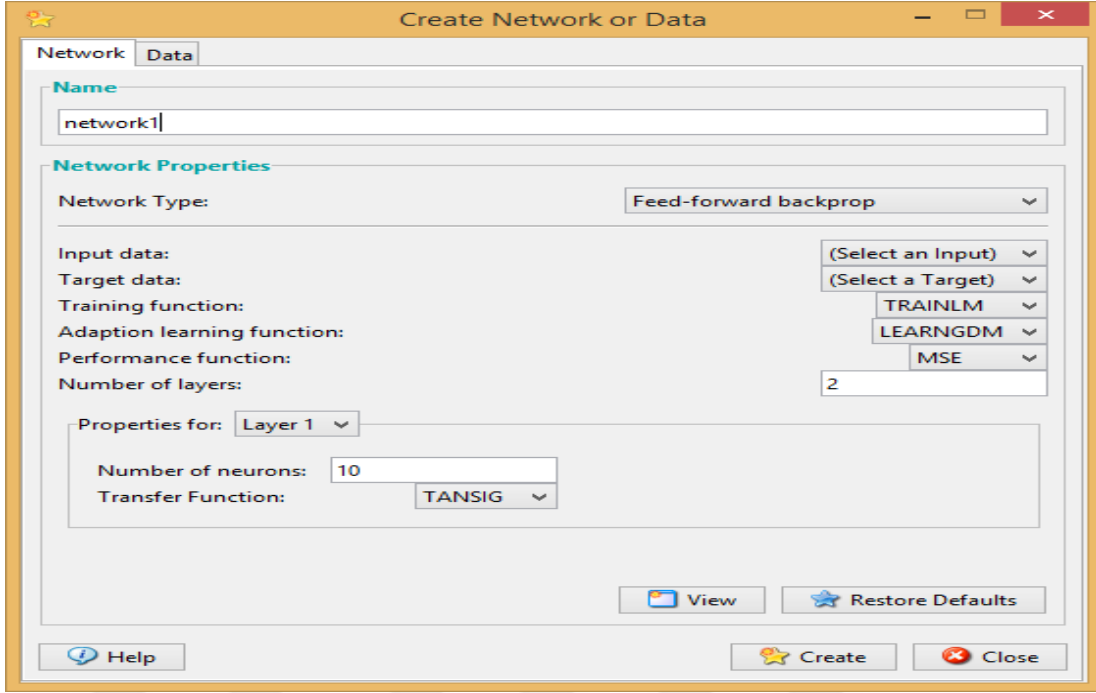 Create Network or Data
Network Data
Name
network1
Network Properties
Network Type: Feed-forward backprop
Input data: (Select an Input)
Target data: (Select a Target)
Training function: TRAINLM
Adaption learning function: LEARNGDM
Performance function: MSE
Number of layers: 2
Properties for: Layer 1
Number of neurons: 10
Transfer Function: TANSIG
View Restore Defaults
Help Create Close